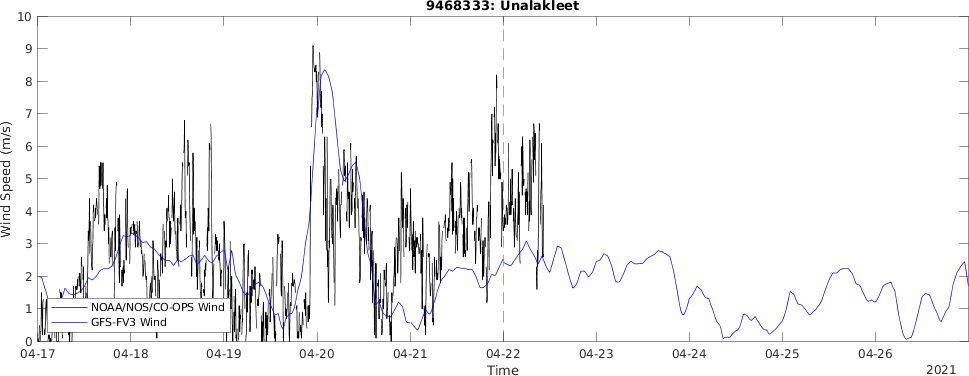 9468333: Unalakleet
10
9
8
7
6
5
4
3
2
1
0
Wind Speed (m/s)
NOAA/NOS/CO-OPS Wind
GFS-FV3 Wind
04-17 04-18 04-19 04-20 04-21 04-22 04-23 04-24 04-25 04-26
Time
2021